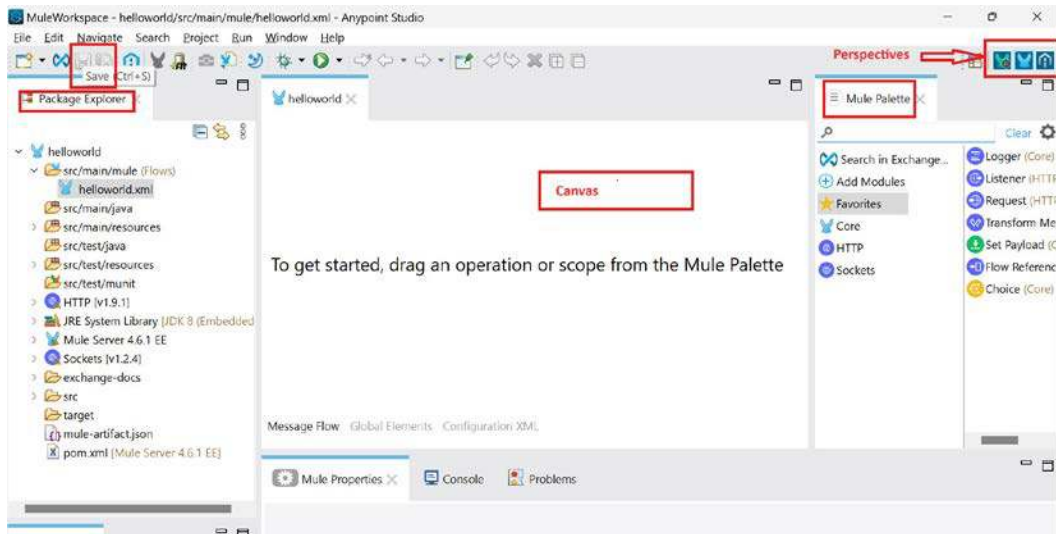 MuleWorkspace - helloworld/src/main/mule/helloworld.xml - Anypoint Studio
File Edit Navigate Search Project Run Window Help
Perspectives
Save (Ctrl+S)
Package Explorer
helloworld
Mule Palette
Clear
helloworld
src/main/mule (Flows)
helloworld.xml
src/main/java
src/main/resources
src/test/java
src/test/resources
src/test/munit
HTTP [v1.9.1]
JRE System Library [JDK 8 (Embedded
Mule Server 4.6.1 EE
Sockets [v1.2.4]
exchange-docs
src
target
mule-artifact.json
pom.xml [Mule Server 4.6.1 EE]
Canvas
To get started, drag an operation or scope from the Mule Palette
Message Flow Global Elements Configuration XML
Search in Exchange...
Add Modules
Favorites
Core
HTTP
Sockets
Logger (Core)
Listener (HTTP
Request (HTT
Transform Me
Set Payload (C
Flow Referenc
Choice (Core)
Mule Properties Console Problems